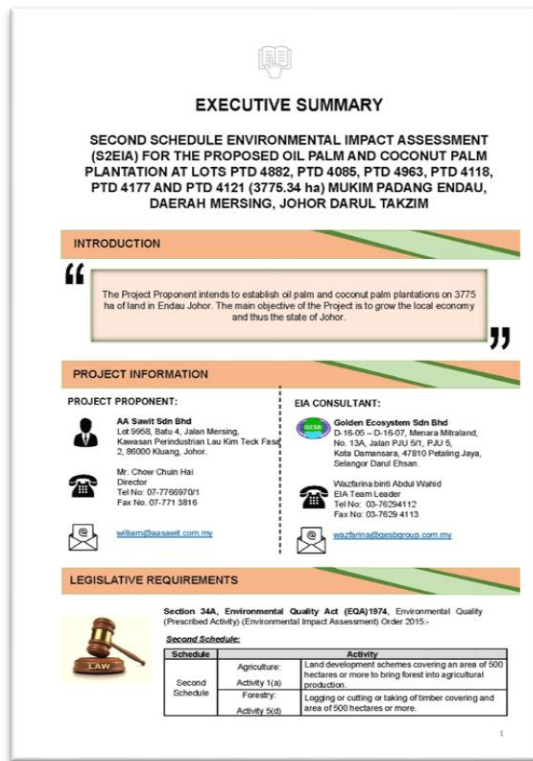 EXECUTIVE SUMMARY
SECOND SCHEDULE ENVIRONMENTAL IMPACT ASSESSMENT
(S2EIA) FOR THE PROPOSED OIL PALM AND COCONUT PALM
PLANTATION AT LOTS PTD 4882, PTD 4085, PTD 4963, PTD 4118,
PTD 4177 AND PTD 4121 (3775.34 ha) MUKIM PADANG ENDAU,
DAERAH MERSING, JOHOR DARUL TAKZIM
INTRODUCTION
“
The Project Proponent intends to establish oil palm and coconut palm plantations on 3775
ha of land in Endau Johor. The main objective of the Project is to grow the local economy
and thus the state of Johor.
”
PROJECT INFORMATION
PROJECT PROPONENT:
AA Sawit Sdn Bhd
Lot 9958, Batu 4, Jalan Mersing,
Kawasan Perindustrian Lau Kim Teck Fasa
2, 86000 Kluang, Johor.
Mr. Chow Chuin Hai
Director
Tel No: 07-7766970/1
Fax No. 07-771 3816
william@aasawit.com.my
EIA CONSULTANT:
GESB
Golden Ecosystem Sdn Bhd
D-16-05 – D-16-07, Menara Mitraland,
No. 13A, Jalan PJU 5/1, PJU 5,
Kota Damansara, 47810 Petaling Jaya,
Selangor Darul Ehsan.
Wazfarina binti Abdul Wahid
EIA Team Leader
Tel No: 03-76294112
Fax No: 03-7629 4113
wazfarina@gesbgroup.com.my
LEGISLATIVE REQUIREMENTS
LAW
Section 34A, Environmental Quality Act (EQA)1974, Environmental Quality
(Prescribed Activity) (Environmental Impact Assessment) Order 2015:-
Second Schedule:
Schedule Activity
Second
Schedule
Agriculture:
Activity 1(a)
Land development schemes covering an area of 500
hectares or more to bring forest into agricultural
production.
Forestry:
Activity 5(d)
Logging or cutting or taking of timber covering and
area of 500 hectares or more.
1